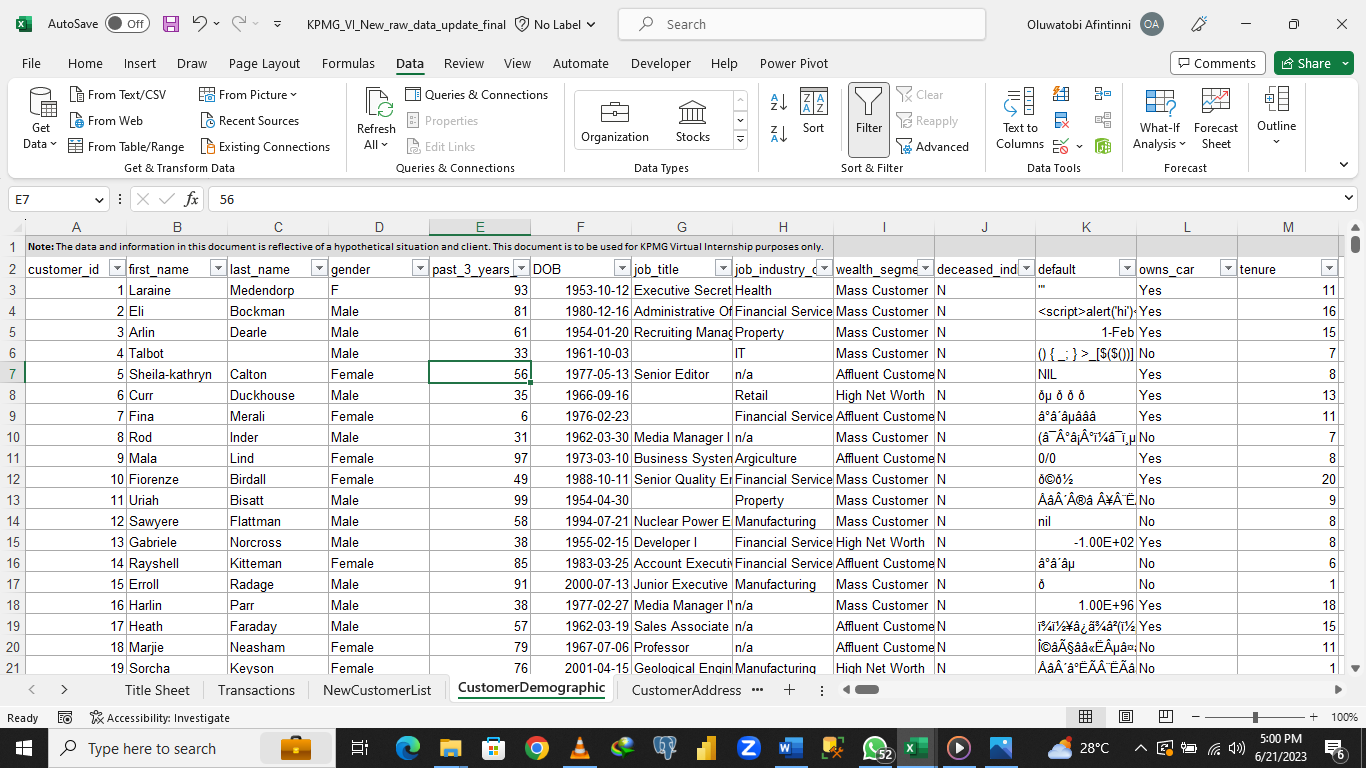 AutoSave Off KPMG_VI_New_raw_data_update_final No Label Search Oluwatobi Afintinni OA
File Home Insert Draw Page Layout Formulas Data Review View Automate Developer Help Power Pivot Comments Share
Get Data From Text/CSV From Web From Table/Range From Picture Recent Sources Existing Connections
Refresh All Queries & Connections Properties Edit Links
Organization Stocks
Sort Filter Clear Reapply Advanced
Text to Columns
What-If Analysis Forecast Sheet Outline
Get & Transform Data Queries & Connections Data Types Sort & Filter Data Tools Forecast
E7 fx 56
A B C D E F G H I J K L M
1 Note: The data and information in this document is reflective of a hypothetical situation and client. This document is to be used for KPMG Virtual Internship purposes only.
2 customer_id first_name last_name gender past_3_years_ DOB job_title job_industry_c wealth_segme deceased_ind default owns_car tenure
3 1 Laraine Medendorp F 93 1953-10-12 Executive Secret Health Mass Customer N "' Yes 11
4 2 Eli Bockman Male 81 1980-12-16 Administrative Of Financial Service Mass Customer N <script>alert('hi')< Yes 16
5 3 Arlin Dearle Male 61 1954-01-20 Recruiting Manag Property Mass Customer N 1-Feb Yes 15
6 4 Talbot Male 33 1961-10-03 IT Mass Customer N () { _; } >_[$($())] No 7
7 5 Sheila-kathryn Calton Female 56 1977-05-13 Senior Editor n/a Affluent Custome N NIL Yes 8
8 6 Curr Duckhouse Male 35 1966-09-16 Retail High Net Worth N ðµ ð ð ð Yes 13
9 7 Fina Merali Female 6 1976-02-23 Financial Service Affluent Custome N â°â´âµâââ Yes 11
10 8 Rod Inder Male 31 1962-03-30 Media Manager I n/a Mass Customer N No 7
11 9 Mala Lind Female 97 1973-03-10 Business System Argiculture Affluent Custome N 0/0 Yes 8
12 10 Fiorenze Birdall Female 49 1988-10-11 Senior Quality En Financial Service Mass Customer N ð©ð½ Yes 20
13 11 Uriah Bisatt Male 99 1954-04-30 Property Mass Customer N No 9
14 12 Sawyere Flattman Male 58 1994-07-21 Nuclear Power E Manufacturing Mass Customer N nil No 8
15 13 Gabriele Norcross Male 38 1955-02-15 Developer I Financial Service High Net Worth N -1.00E+02 Yes 8
16 14 Rayshell Kitteman Female 85 1983-03-25 Account Executi Financial Service Affluent Custome N â°â´âµ No 6
17 15 Erroll Radage Male 91 2000-07-13 Junior Executive Manufacturing Mass Customer N ð No 1
18 16 Harlin Parr Male 38 1977-02-27 Media Manager IV n/a Mass Customer N 1.00E+96 Yes 18
19 17 Heath Faraday Male 57 1962-03-19 Sales Associate n/a Affluent Custome N Yes 15
20 18 Marjie Neasham Female 79 1967-07-06 Professor n/a Affluent Custome N No 11
21 19 Sorcha Keyson Female 76 2001-04-15 Geological Engin Manufacturing High Net Worth N No 1
Title Sheet Transactions NewCustomerList CustomerDemographic CustomerAddress
Ready Accessibility: Investigate 100%
Type here to search 52 28°C 5:00 PM
6/21/2023 6